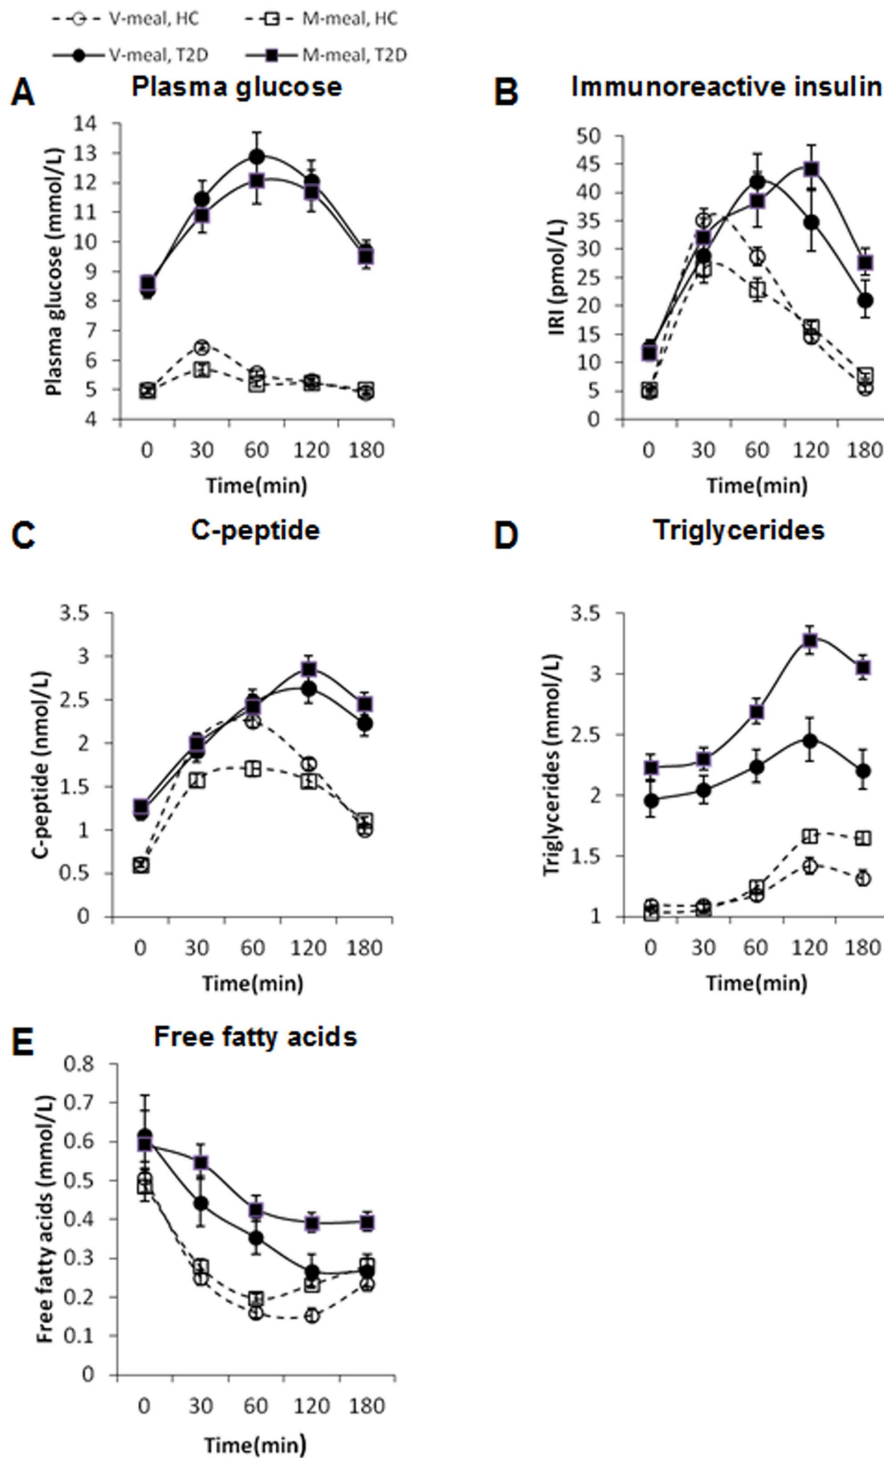 V-meal, HC M-meal, HC
V-meal, T2D M-meal, T2D
A Plasma glucose
Plasma glucose (mmol/L)
14
13
12
11
10
9
8
7
6
5
4
0 30 60 120 180
Time(min)
B Immunoreactive insulin
IRI (pmol/L)
50
45
40
35
30
25
20
15
10
5
0
0 30 60 120 180
Time(min)
C C-peptide
C-peptide (nmol/L)
3.5
3
2.5
2
1.5
1
0.5
0
0 30 60 120 180
Time(min)
D Triglycerides
Triglycerides (mmol/L)
3.5
3
2.5
2
1.5
1
0 30 60 120 180
Time(min)
E Free fatty acids
Free fatty acids (mmol/L)
0.8
0.7
0.6
0.5
0.4
0.3
0.2
0.1
0
0 30 60 120 180
Time(min)